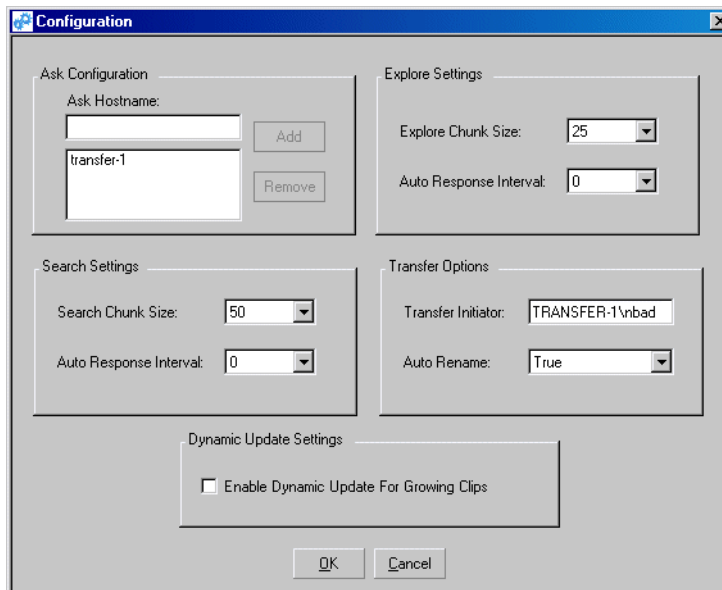 Configuration
Ask Configuration
Ask Hostname:
Add
transfer-1
Remove
Explore Settings
Explore Chunk Size: 25
Auto Response Interval: 0
Search Settings
Search Chunk Size: 50
Auto Response Interval: 0
Transfer Options
Transfer Initiator: TRANSFER-1\nbad
Auto Rename: True
Dynamic Update Settings
Enable Dynamic Update For Growing Clips
OK Cancel